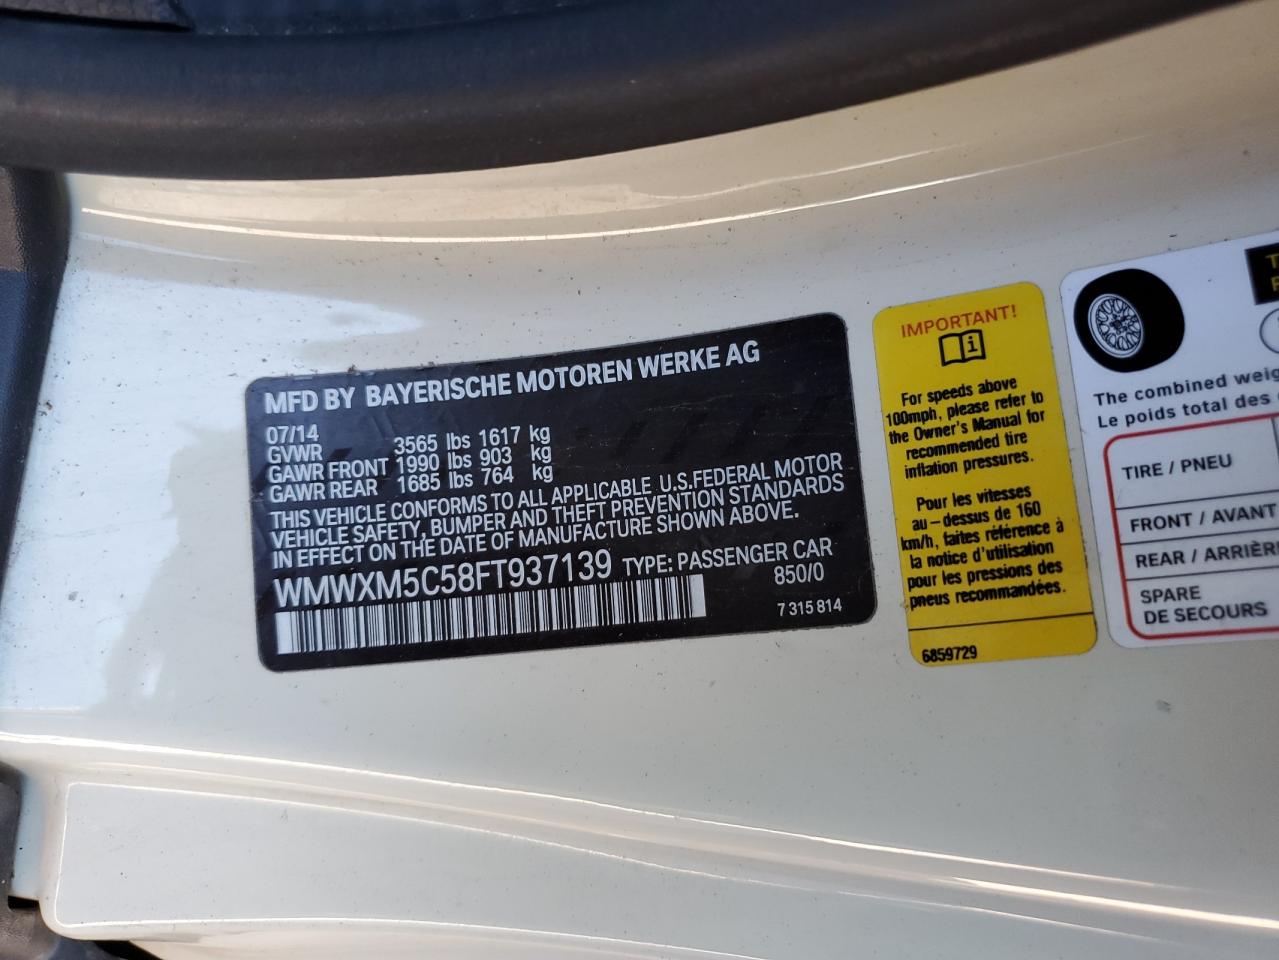 MFD BY BAYERISCHE MOTOREN WERKE AG
07/14
GVWR 3565 lbs 1617 kg
GAWR FRONT 1990 lbs 903 kg
GAWR REAR 1685 lbs 764 kg
THIS VEHICLE CONFORMS TO ALL APPLICABLE U.S.FEDERAL MOTOR
VEHICLE SAFETY, BUMPER AND THEFT PREVENTION STANDARDS
IN EFFECT ON THE DATE OF MANUFACTURE SHOWN ABOVE.
WMWXM5C58FT937139 TYPE: PASSENGER CAR
850/0
7 315 814
IMPORTANT!
i
For speeds above
100mph, please refer to
the Owner's Manual for
recommended tire
inflation pressures.
Pour les vitesses
au-dessus de 160
km/h, faites référence à
la notice d'utilisation
pour les pressions des
pneus recommandées.
6859729
The combined
Le poids total des
TIRE / PNEU
FRONT / AVANT
REAR /
SPARE
DE SECOURS